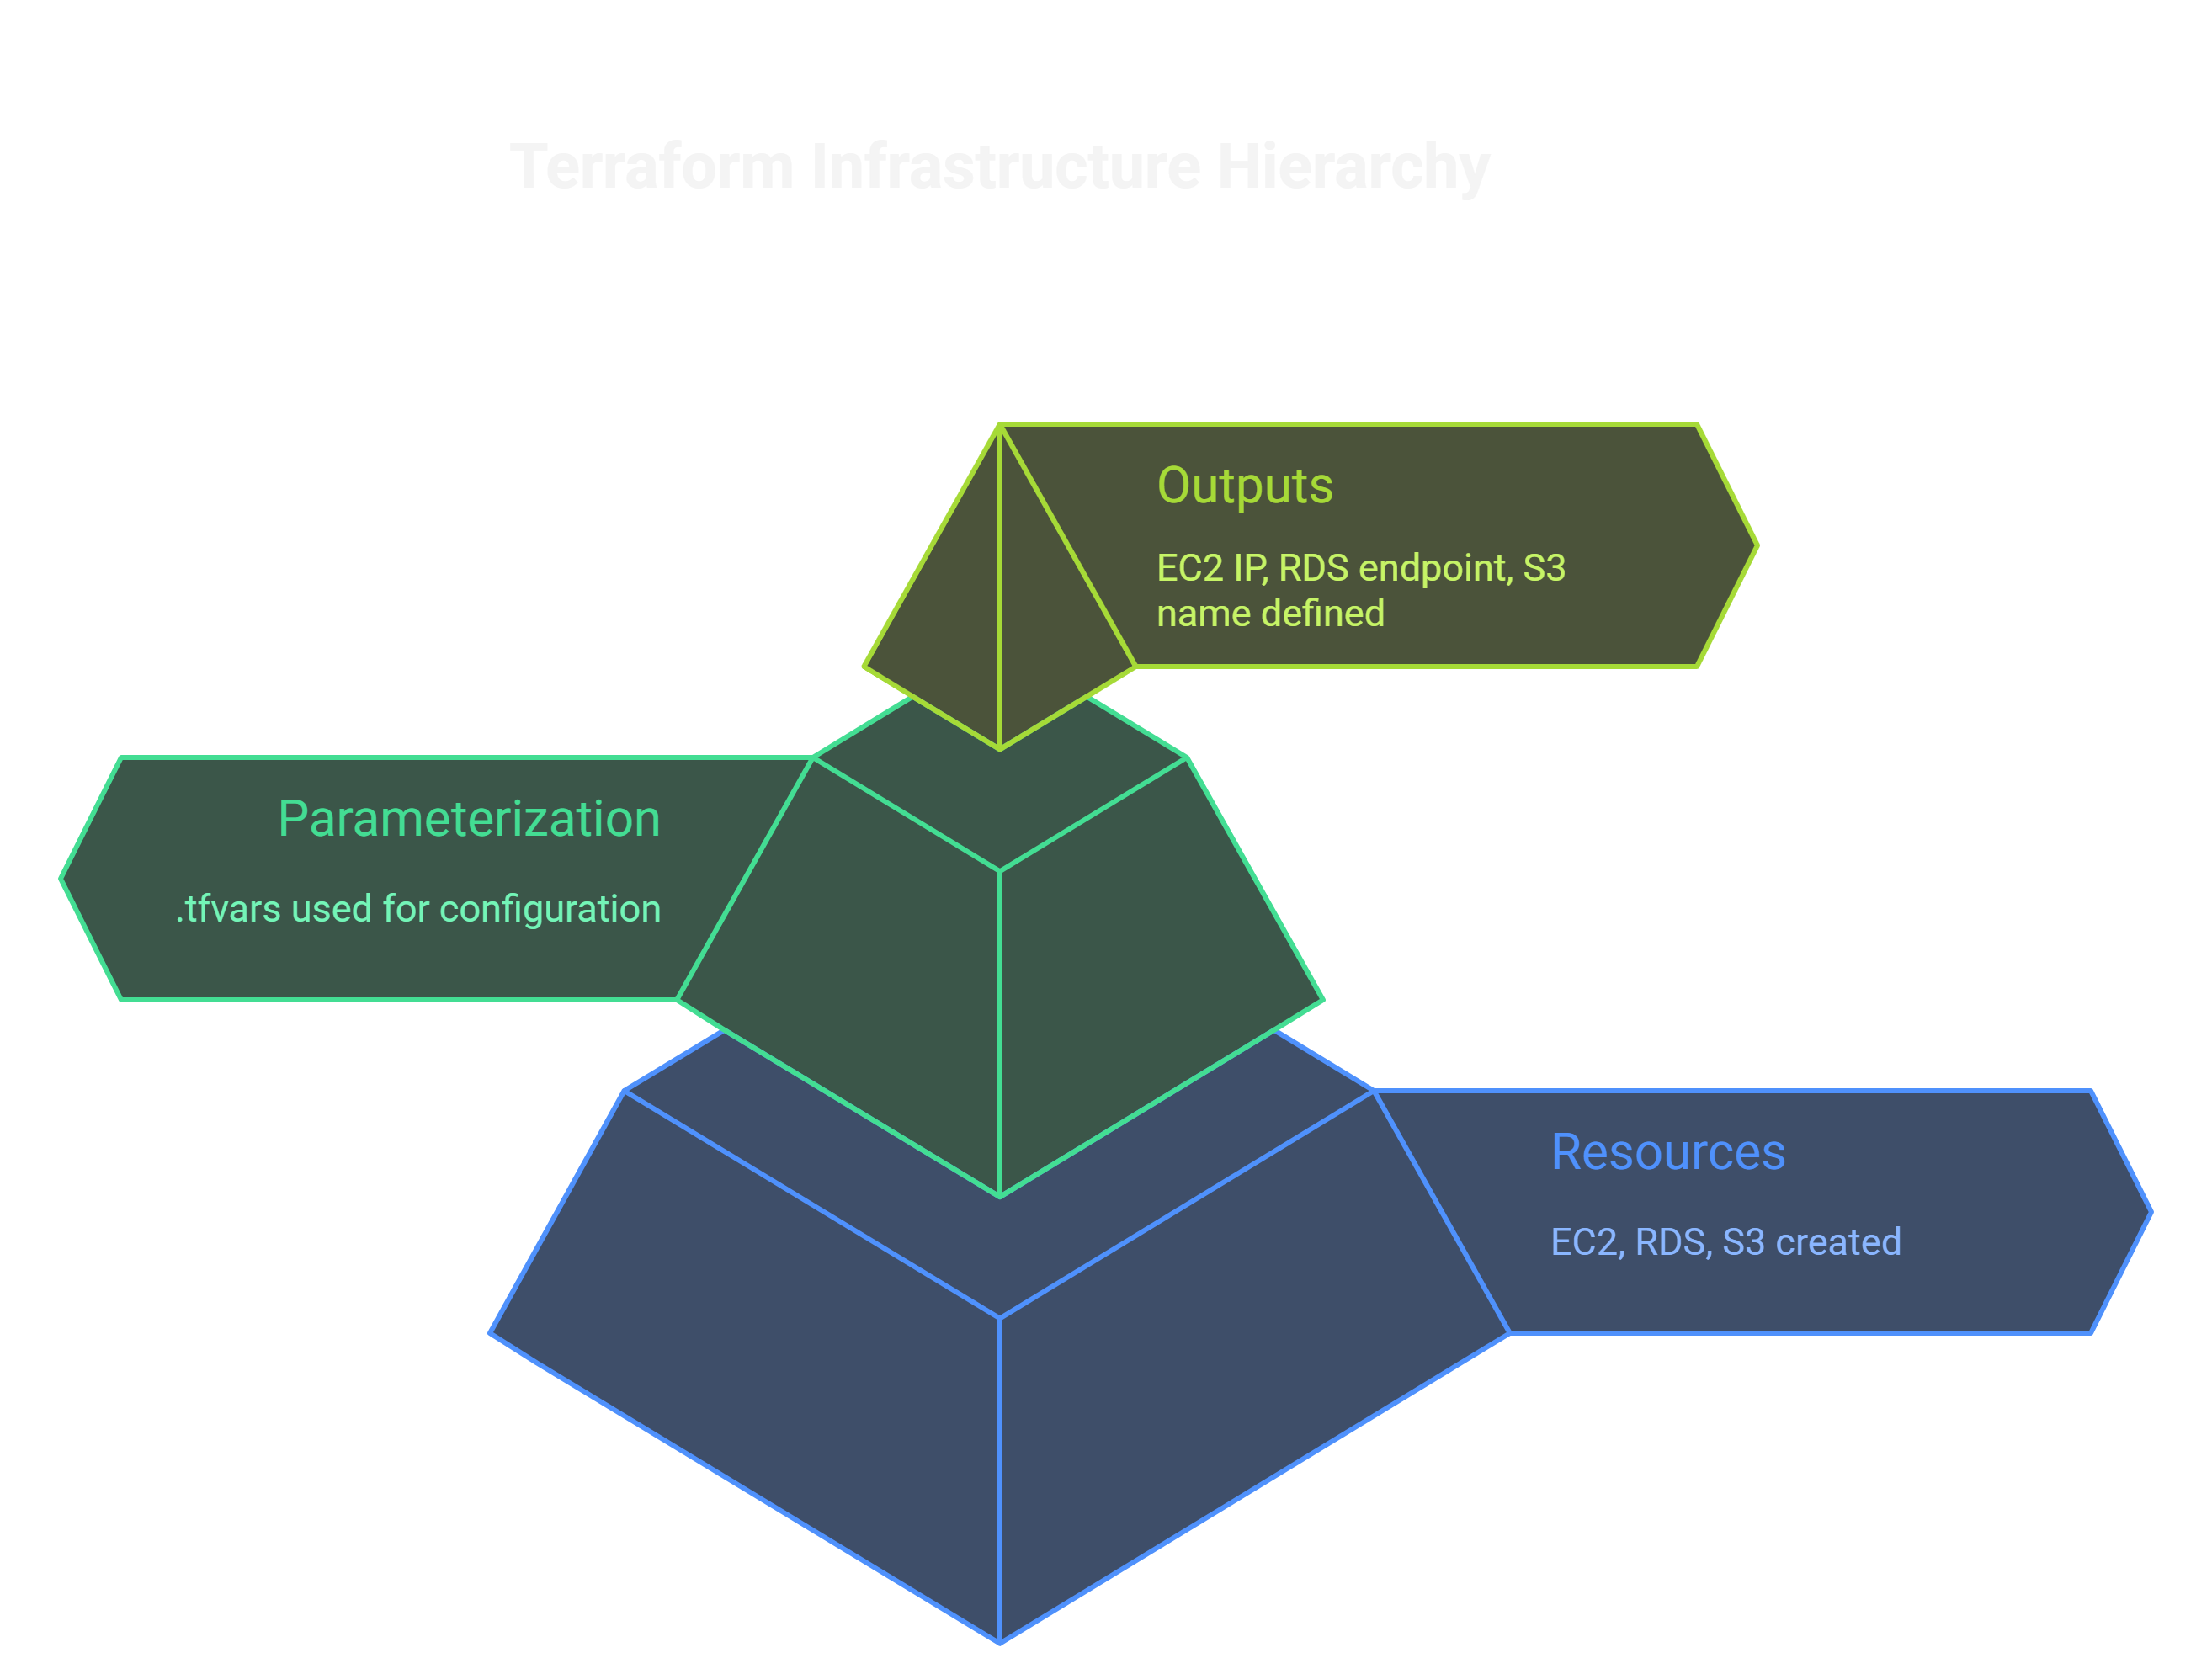 Terraform Infrastructure Hierarchy
Outputs
EC2 IP, RDS endpoint, S3
name defined
Parameterization
.tfvars used for configuration
Resources
EC2, RDS, S3 created